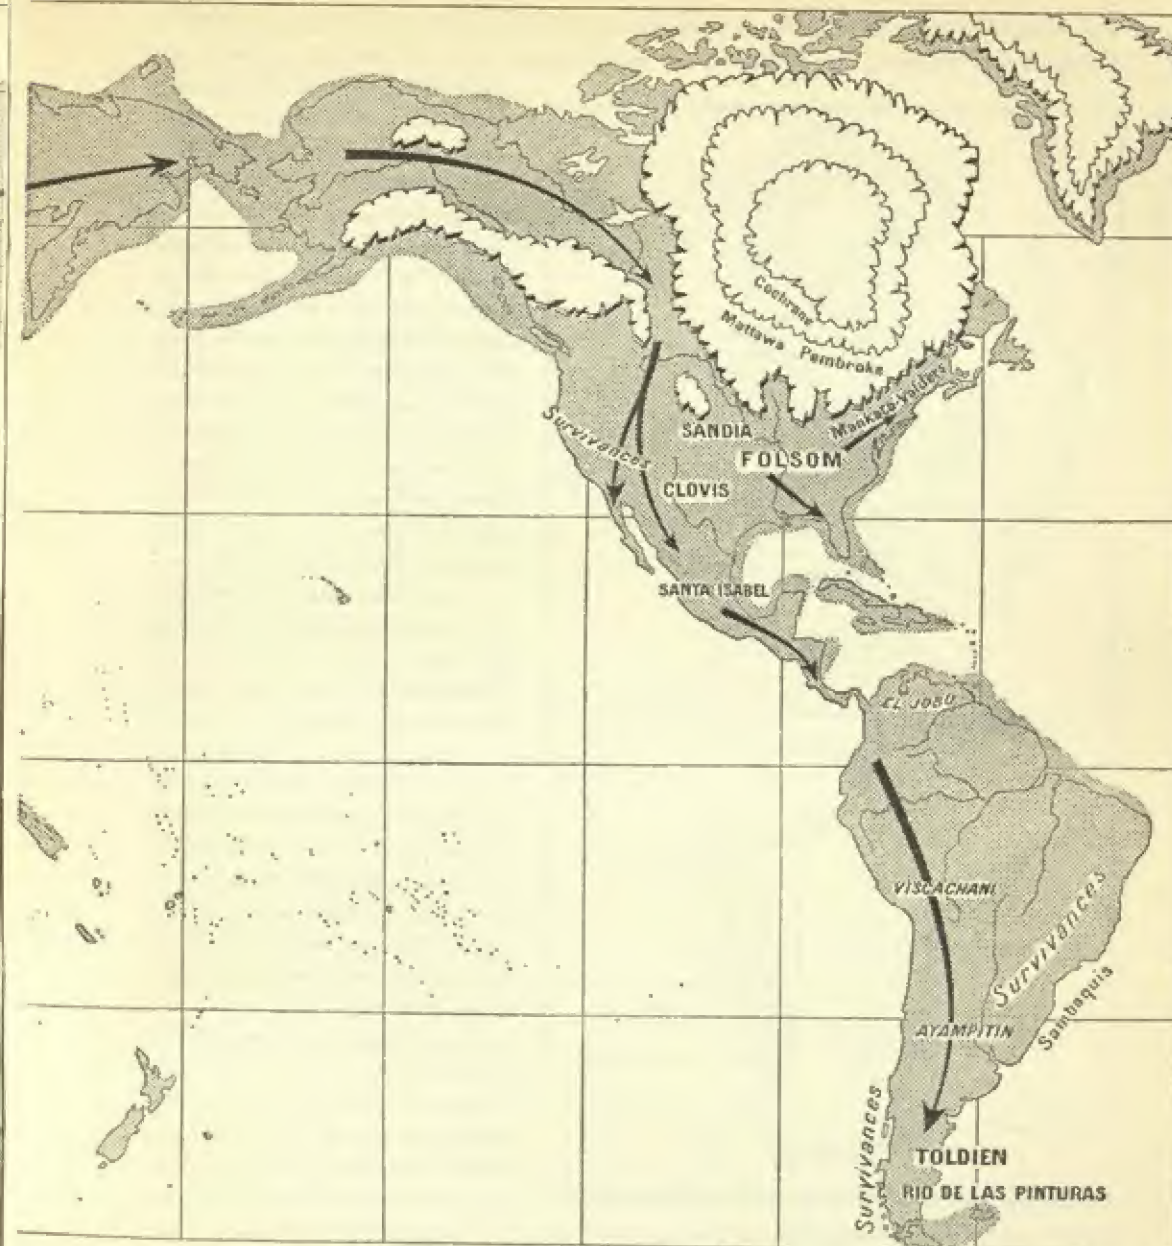 Cochrane
Mattawa Pembroke
Mankato-Valders
SANDIA
Survivances
FOLSOM
CLOVIS
SANTA ISABEL
EL JOBO
VISCACHANI
Survivances
Sambaquis
AYAMPITIN
Survivances
TOLDIEN
RIO DE LAS PINTURAS